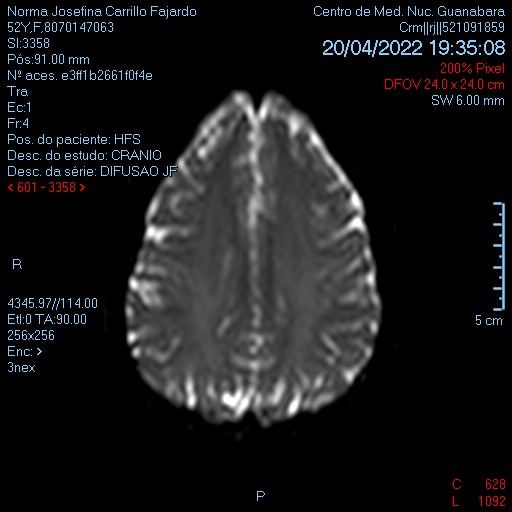 Norma Josefina Carrillo Fajardo
52Y,F,8070147063
Sl:3358
Pós:91.00 mm
Nº aces. e3ff1b2661f0f4e
Tra
Ec:1
Fr:4
Pos. do paciente: HFS
Desc. do estudo: CRANIO
Desc. da série: DIFUSAO JF
< 601 - 3358 >
Centro de Med. Nuc. Guanabara
Crm||rj||521091859
20/04/2022 19:35:08
200% Pixel
DFOV 24.0 x 24.0 cm
SW 6.00 mm
R
5 cm
4345.97//114.00
Etl:0 TA:90.00
256x256
Enc: >
3nex
P
C 628
L 1092